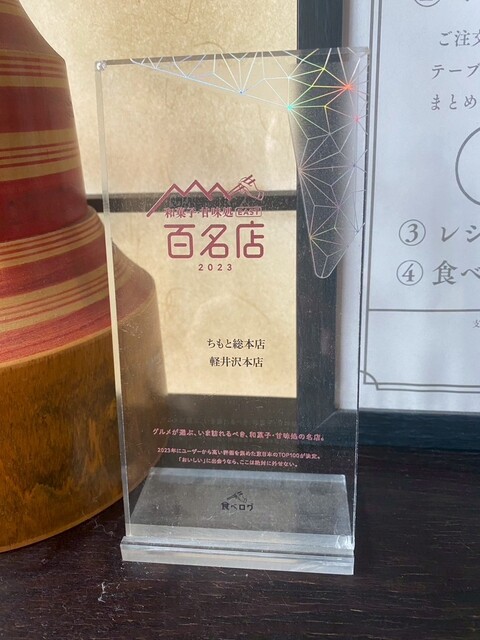 和菓子・甘味処 EAST
百名店
2023
ちもと総本店
軽井沢本店
グルメが選ぶ、いま訪れるべき、和菓子・甘味処の名店。
2023年にユーザーから高い評価を集めた東日本のTOP100が決定。
「おいしい」に出会うなら、ここは絶対に外せない。
食べログ
ご注文
テーブ
まとめ
③ レシ
④ 食べ